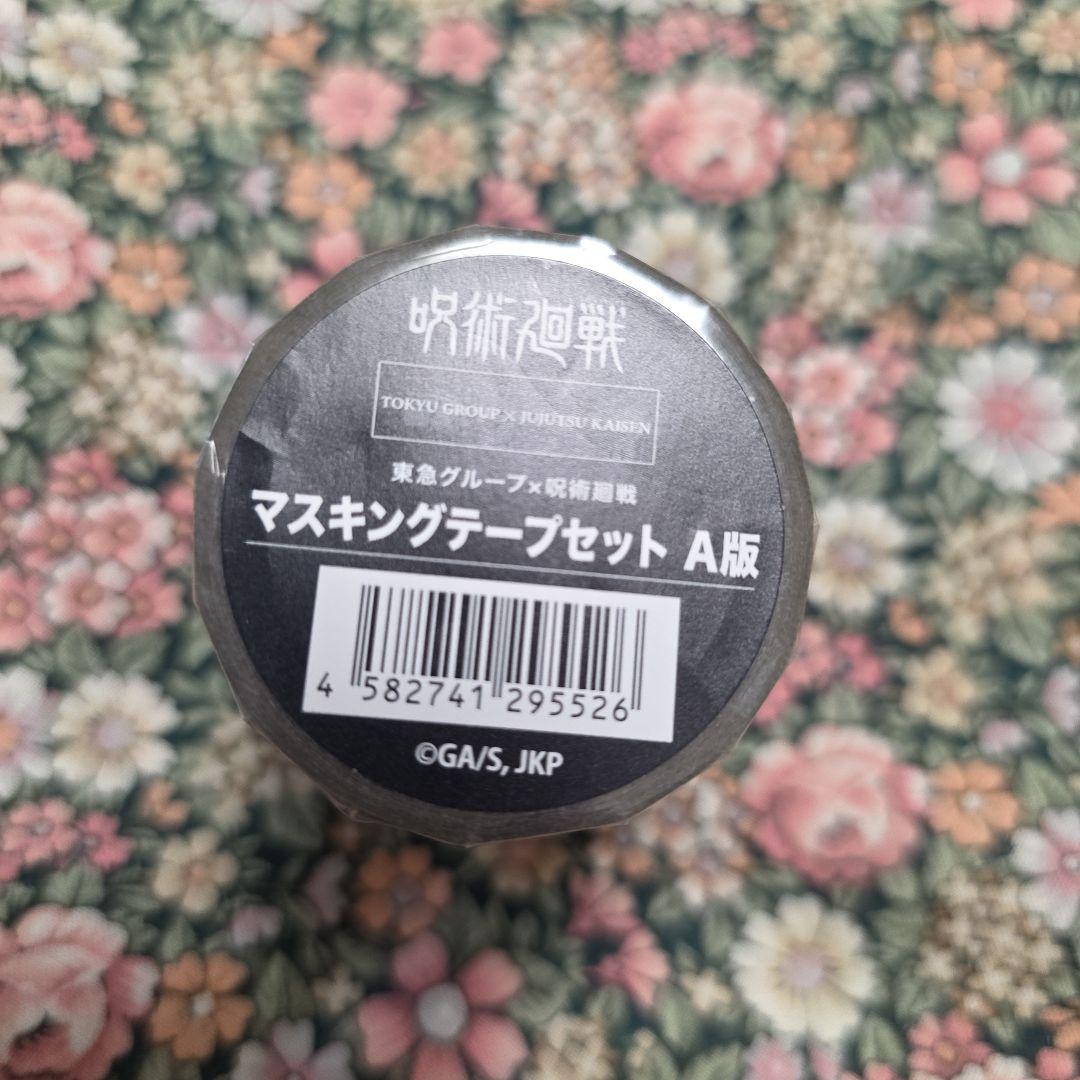 呪術廻戦
TOKYU GROUP × JUJUTSU KAISEN
東急グループ×呪術廻戦
マスキングテープセット A版
4 582741 295526
©GA/S, JKP